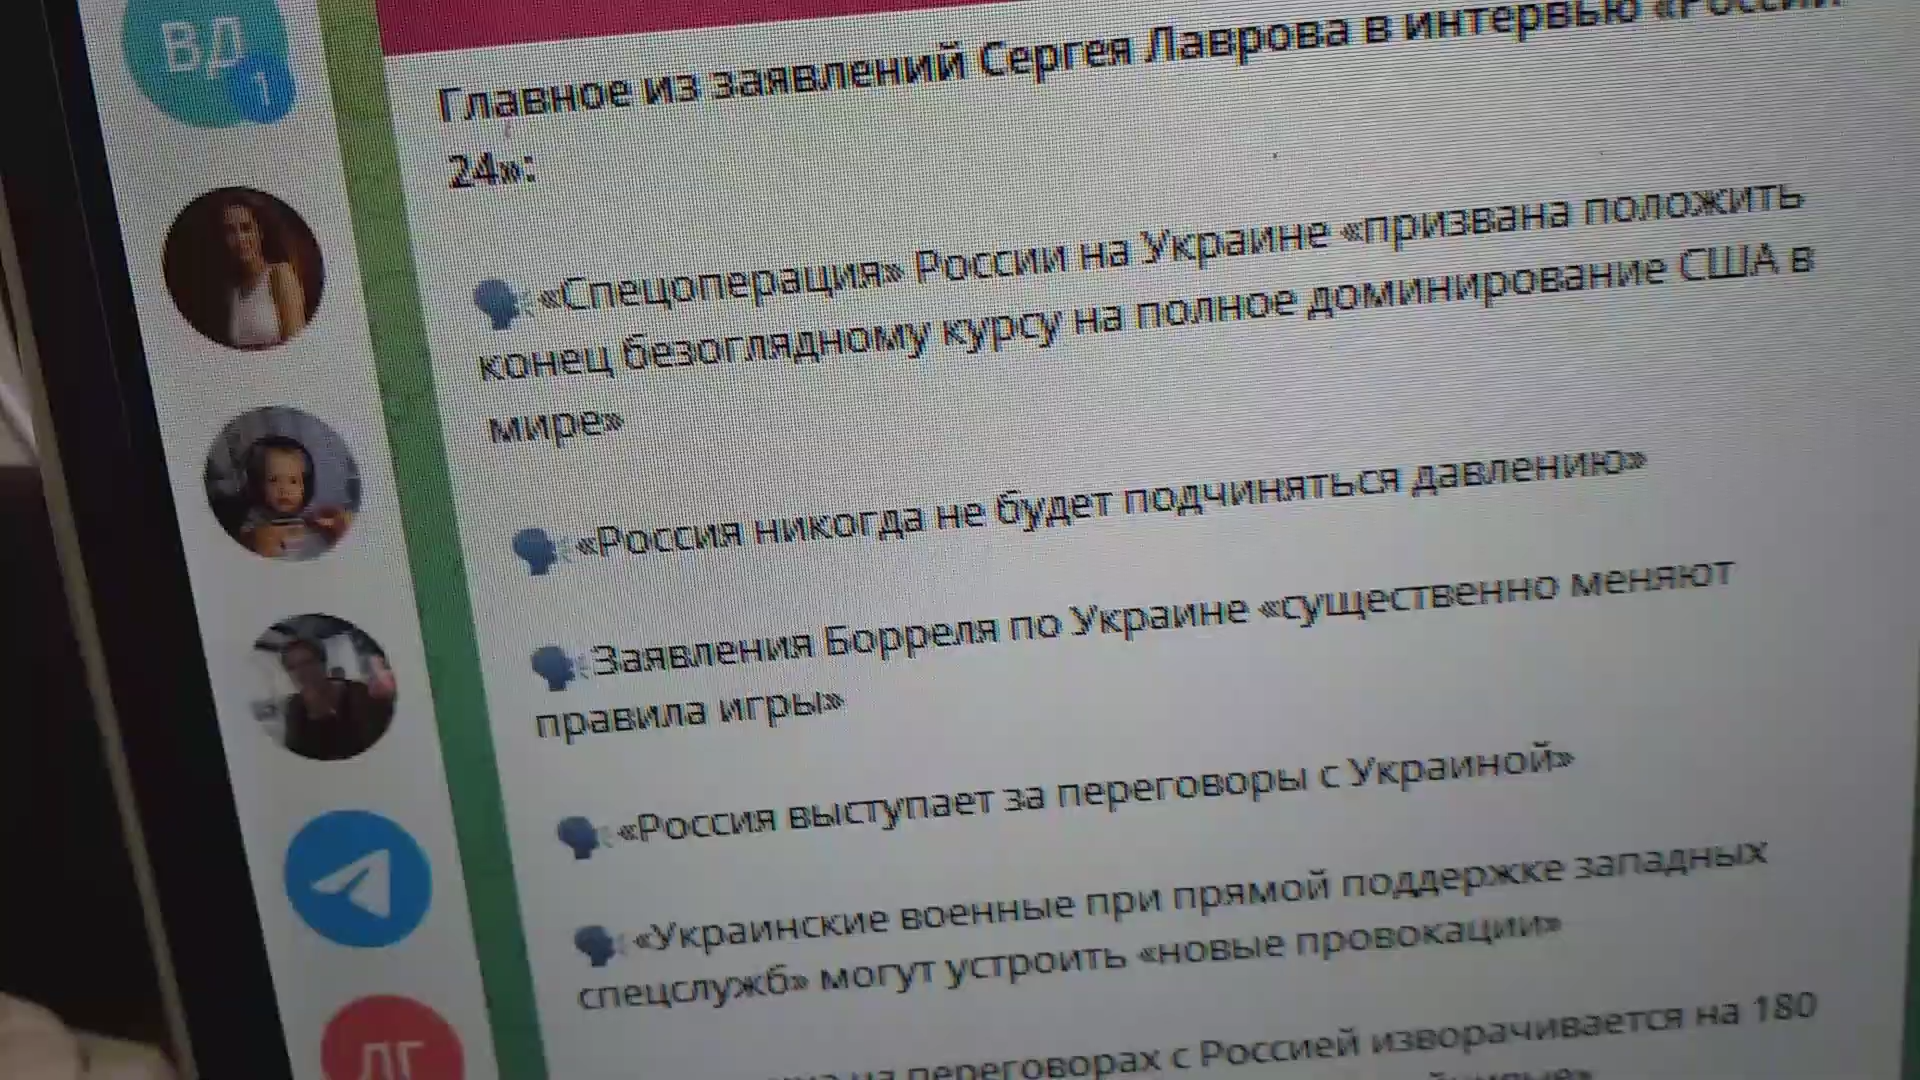 ВД
1
Главное из заявлений Сергея Лаврова в интервью «России
24»:
«Спецоперация» России на Украине «призвана положить
конец безоглядному курсу на полное доминирование США в
мире»
«Россия никогда не будет подчиняться давлению»
Заявления Борреля по Украине «существенно меняют
правила игры»
«Россия выступает за переговоры с Украиной»
«Украинские военные при прямой поддержке западных
спецслужб» могут устроить «новые провокации»
на переговорах с Россией изворачивается на 180
ЛГ